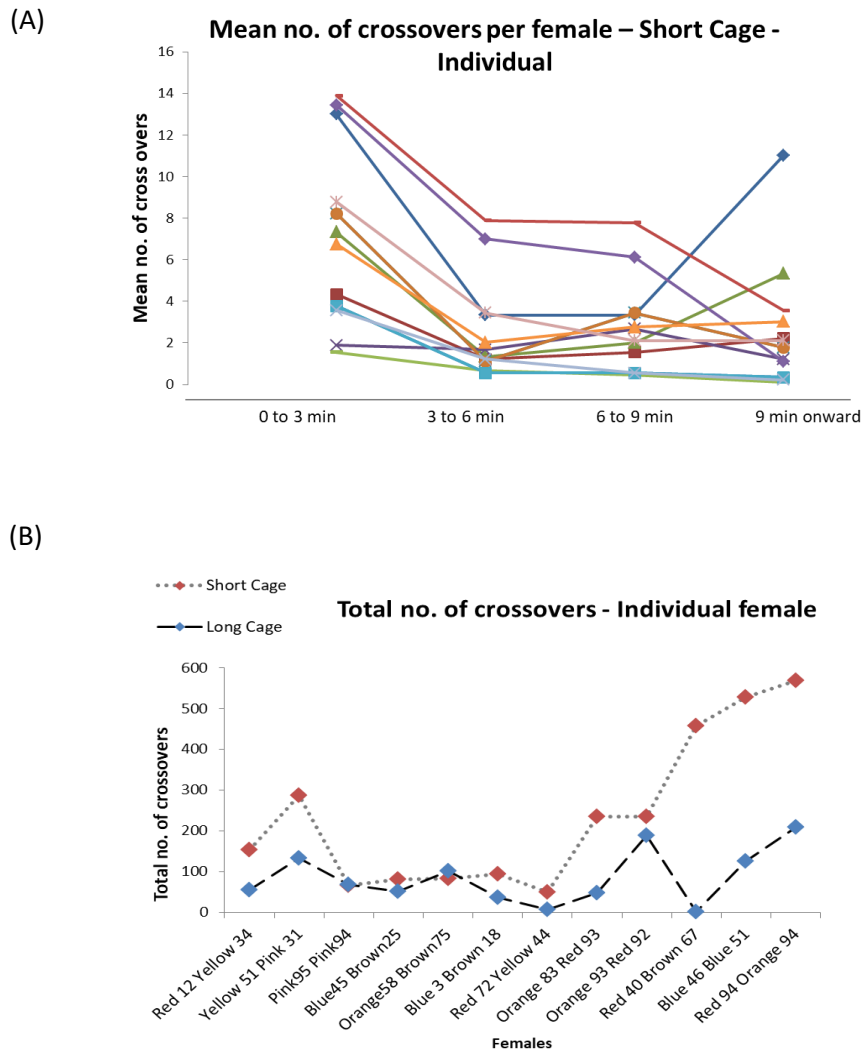 (A)
Mean no. of crossovers per female – Short Cage -
Individual
Mean no. of cross overs
16
14
12
10
8
6
4
2
0
0 to 3 min
3 to 6 min
6 to 9 min
9 min onward
(B)
Short Cage
Long Cage
Total no. of crossovers - Individual female
Total no. of crossovers
600
500
400
300
200
100
0
Red 12 Yellow 34
Yellow 51 Pink 31
Pink95 Pink94
Blue45 Brown25
Orange58 Brown75
Blue 3 Brown 18
Red 72 Yellow 44
Orange 83 Red 93
Orange 93 Red 92
Red 40 Brown 67
Blue 46 Blue 51
Red 94 Orange 94
Females